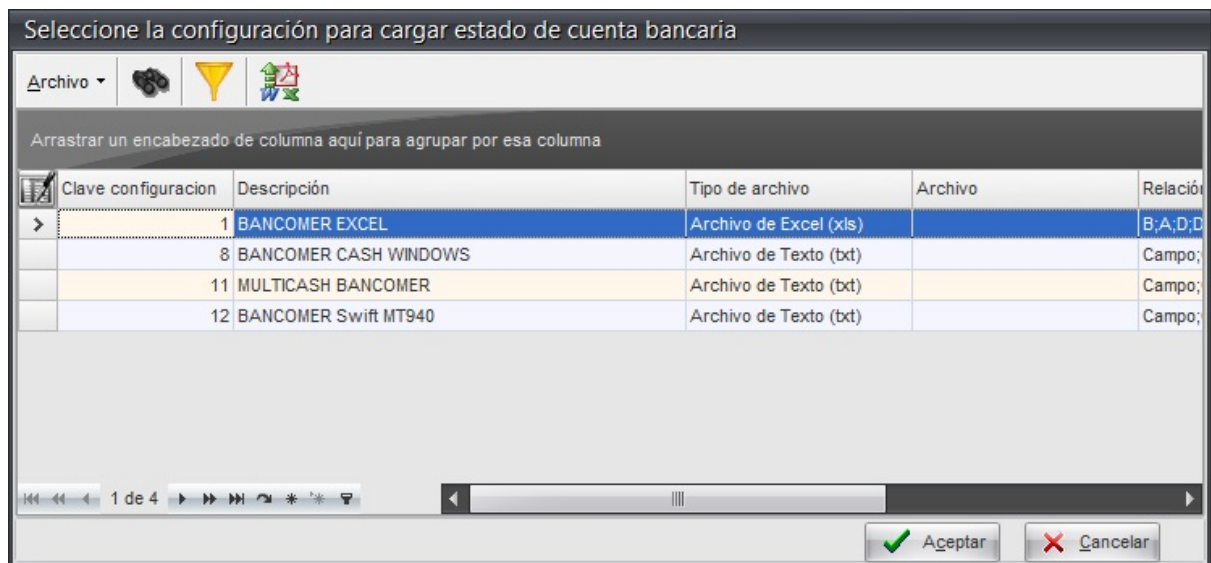 Seleccione la configuración para cargar estado de cuenta bancaria
Archivo
Arrastrar un encabezado de columna aquí para agrupar por esa columna
Clave configuracion Descripción Tipo de archivo Archivo Relación
1 BANCOMER EXCEL Archivo de Excel (xls) B;A;D;D
8 BANCOMER CASH WINDOWS Archivo de Texto (txt) Campo;
11 MULTICASH BANCOMER Archivo de Texto (txt) Campo;
12 BANCOMER Swift MT940 Archivo de Texto (txt) Campo;
1 de 4
Aceptar Cancelar